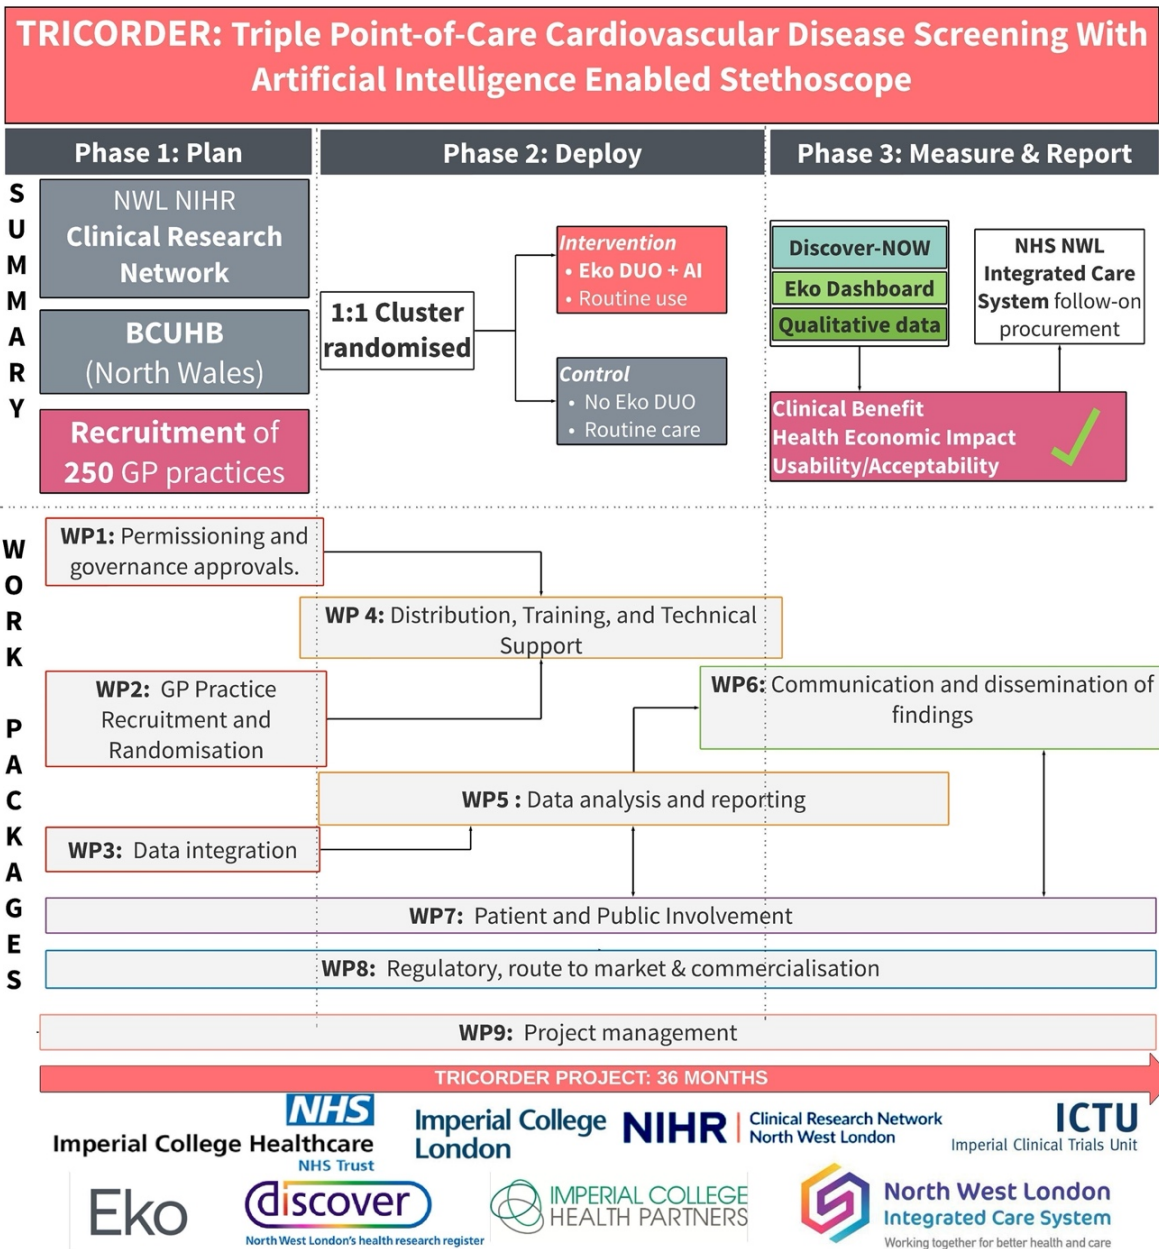 TRICORDER: Triple Point-of-Care Cardiovascular Disease Screening With
Artificial Intelligence Enabled Stethoscope
Phase 1: Plan
Phase 2: Deploy
Phase 3: Measure & Report
SUMMARY
NWL NIHR
Clinical Research
Network
BCUHB
(North Wales)
Recruitment of
250 GP practices
1:1 Cluster
randomised
Intervention
• Eko DUO + AI
• Routine use
Control
• No Eko DUO
• Routine care
Discover-NOW
Eko Dashboard
Qualitative data
NHS NWL
Integrated Care
System follow-on
procurement
Clinical Benefit
Health Economic Impact
Usability/Acceptability
WORK PACKAGES
WP1: Permissioning and
governance approvals.
WP 4: Distribution, Training, and Technical
Support
WP2: GP Practice
Recruitment and
Randomisation
WP6: Communication and dissemination of
findings
WP5 : Data analysis and reporting
WP3: Data integration
WP7: Patient and Public Involvement
WP8: Regulatory, route to market & commercialisation
WP9: Project management
TRICORDER PROJECT: 36 MONTHS
NHS
Imperial College Healthcare
NHS Trust
Imperial College
London
NIHR
Clinical Research Network
North West London
ICTU
Imperial Clinical Trials Unit
Eko
discover
North West London's health research register
IMPERIAL COLLEGE
HEALTH PARTNERS
North West London
Integrated Care System
Working together for better health and care